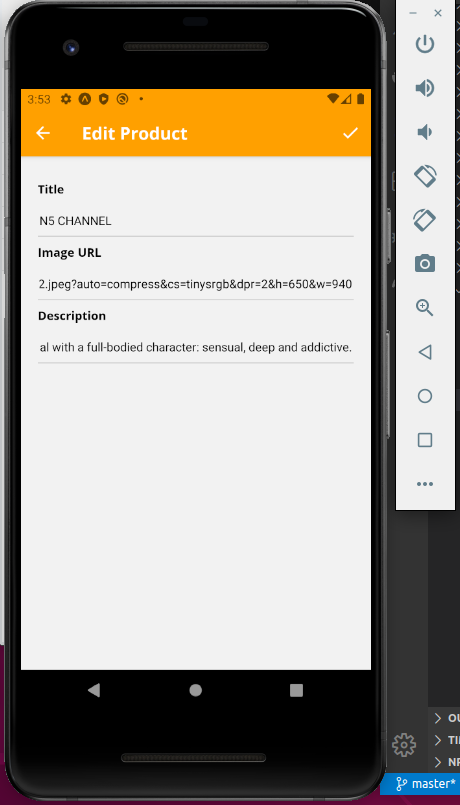 3:53
Edit Product
Title
N5 CHANNEL
Image URL
2.jpeg?auto=compress&cs=tinysrgb&dpr=2&h=650&w=940
Description
al with a full-bodied character: sensual, deep and addictive.
OU
TI
NP
master*